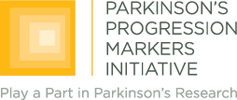 PARKINSON'S
PROGRESSION
MARKERS
INITIATIVE
Play a Part in Parkinson's Research